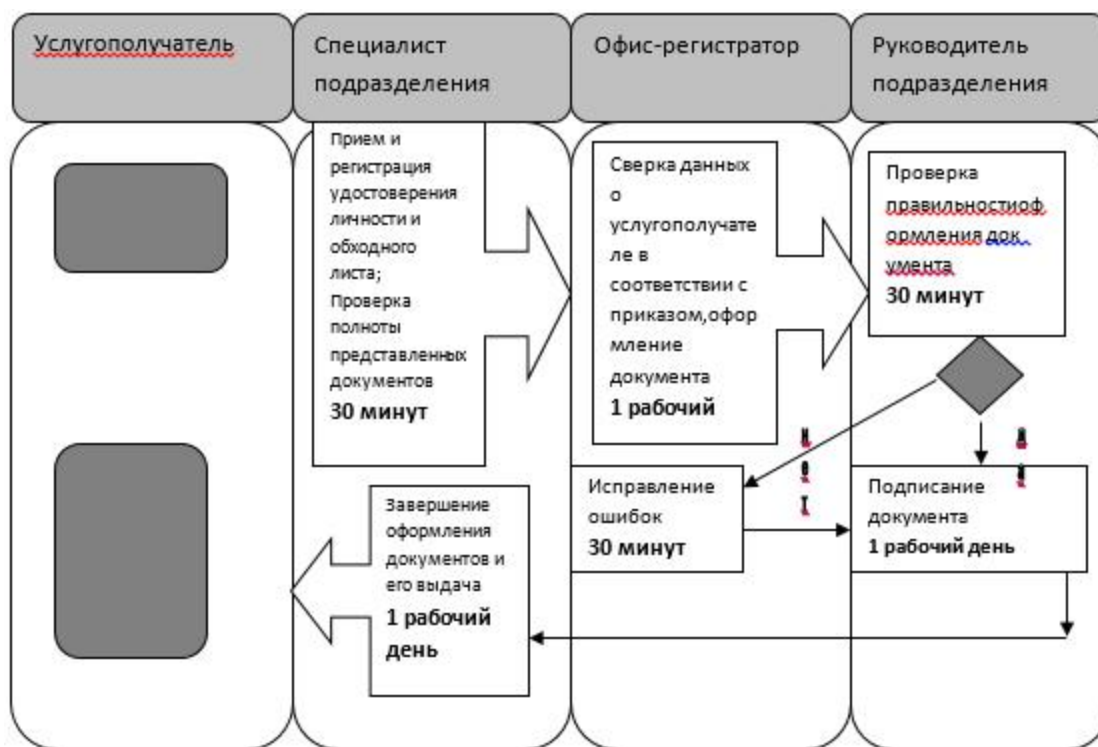 Услугополучатель
Специалист
подразделения
Офис-регистратор
Руководитель
подразделения
Прием и
регистрация
удостоверения
личности и
обходного
листа;
Проверка
полноты
представленных
документов
30 минут
Сверка данных
о
услугополучате
ле в
соответствии с
приказом,офор
мление
документа
1 рабочий
Проверка
правильностиоф
ормления док
умента
30 минут
Исправление
ошибок
30 минут
Подписание
документа
1 рабочий день
Завершение
оформления
документов и
его выдача
1 рабочий
день